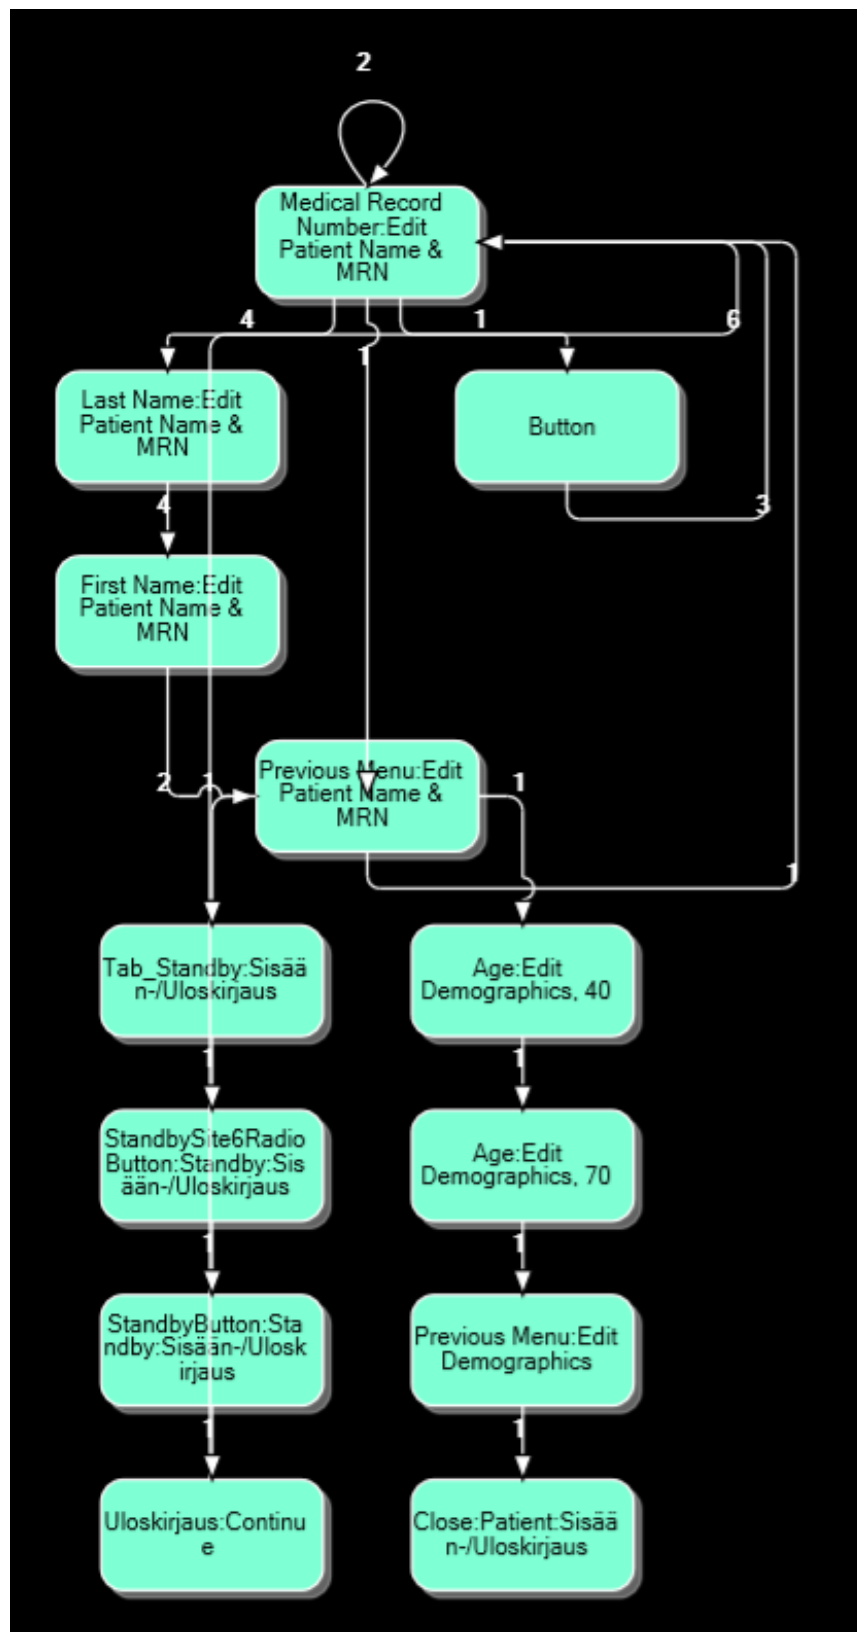 2
Medical Record
Number:Edit
Patient Name &
MRN
4
1
6
1
Last Name:Edit
Patient Name &
MRN
Button
4
3
First Name:Edit
Patient Name &
MRN
2
1
Previous Menu:Edit
Patient Name &
MRN
1
1
Tab_Standby:Sisää
n-/Uloskirjaus
Age:Edit
Demographics, 40
1
1
StandbySite6Radio
Button:Standby:Sis
ään-/Uloskirjaus
Age:Edit
Demographics, 70
1
1
StandbyButton:Sta
ndby:Sisään-/Ulosk
irjaus
Previous Menu:Edit
Demographics
1
1
Uloskirjaus:Continu
e
Close:Patient:Sisää
n-/Uloskirjaus